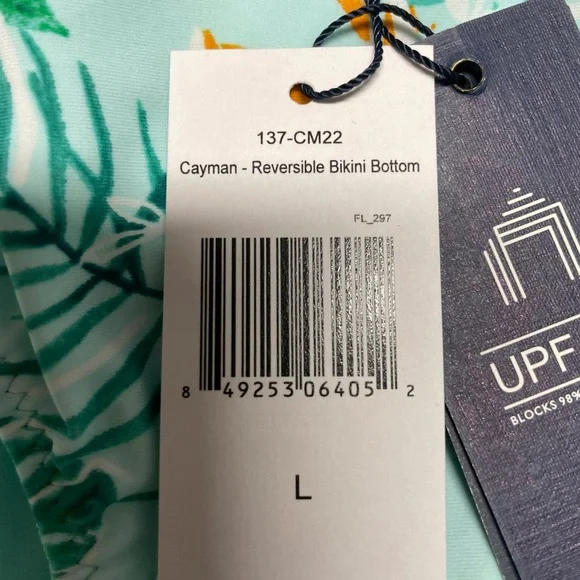 137-CM22
Cayman - Reversible Bikini Bottom
FL_297
8 49253 06405 2
L
UPF
BLOCKS 98%